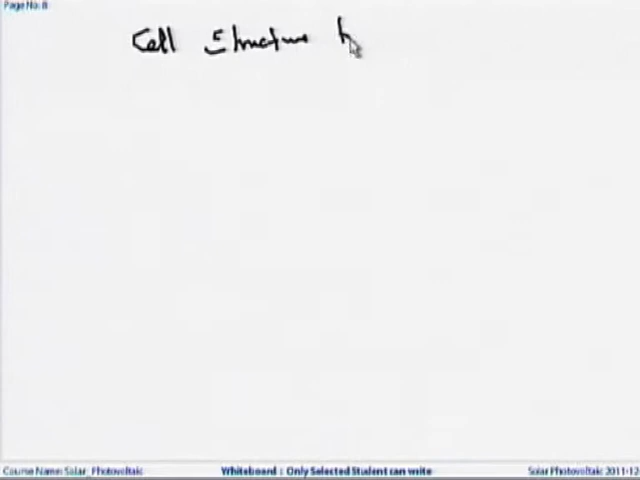 Page No: 8
Cell Structure
Course Name: Solar_Photovoltaic Whiteboard : Only Selected Student can write Solar Photovoltaic 2011-12